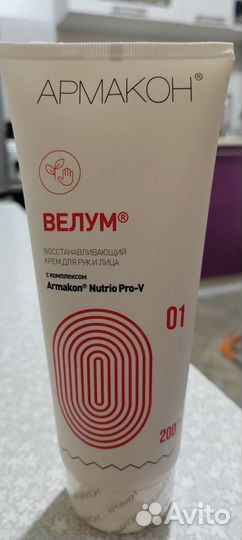 АРМАКОН®
ВЕЛУМ®
ВОССТАНАВЛИВАЮЩИЙ
КРЕМ ДЛЯ РУК И ЛИЦА
с комплексом
Armakon® Nutrio Pro-V
01
200
Avito